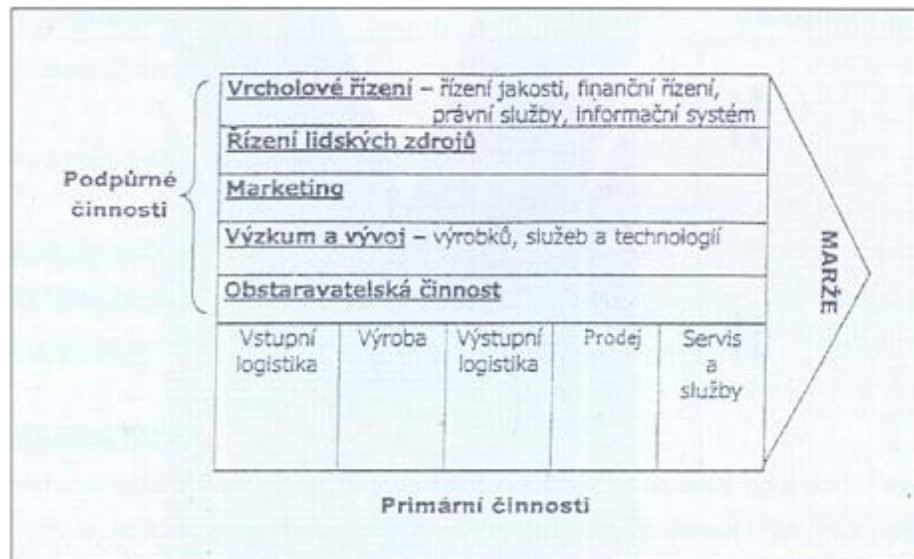 Vrcholové řízení – řízení jakosti, finanční řízení,
právní služby, informační systém
Řízení lidských zdrojů
Podpůrné
činnosti
Marketing
Výzkum a vývoj – výrobků, služeb a technologií
Obstaravatelská činnost
MARŽE
Vstupní
logistika
Výroba
Výstupní
logistika
Prodej
Servis
a
služby
Primární činnosti